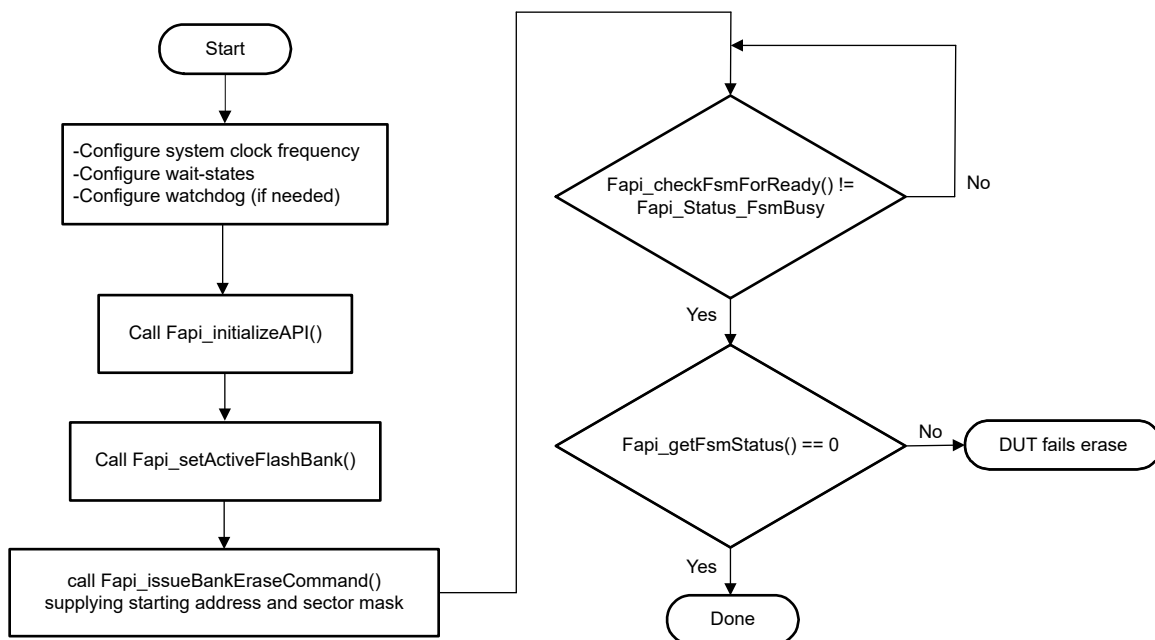 Start
-Configure system clock frequency
-Configure wait-states
-Configure watchdog (if needed)
Call Fapi_initializeAPI()
Call Fapi_setActiveFlashBank()
call Fapi_issueBankEraseCommand()
supplying starting address and sector mask
Fapi_checkFsmForReady() !=
Fapi_Status_FsmBusy
No
Yes
Fapi_getFsmStatus() == 0
No
DUT fails erase
Yes
Done